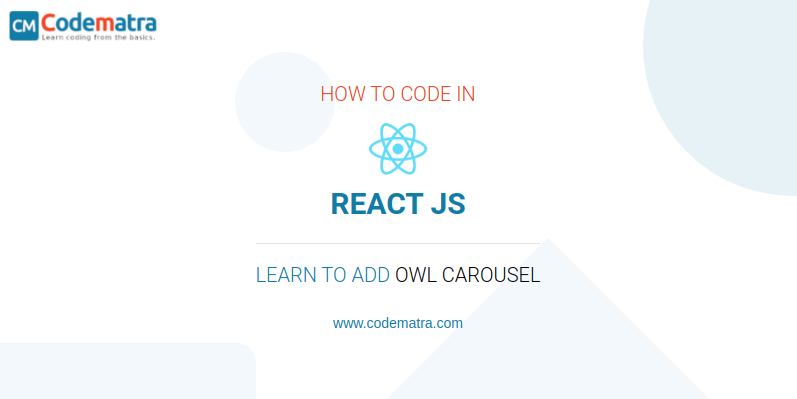 CM Codematra
Learn coding from the basics.
HOW TO CODE IN
REACT JS
LEARN TO ADD OWL CAROUSEL
www.codematra.com